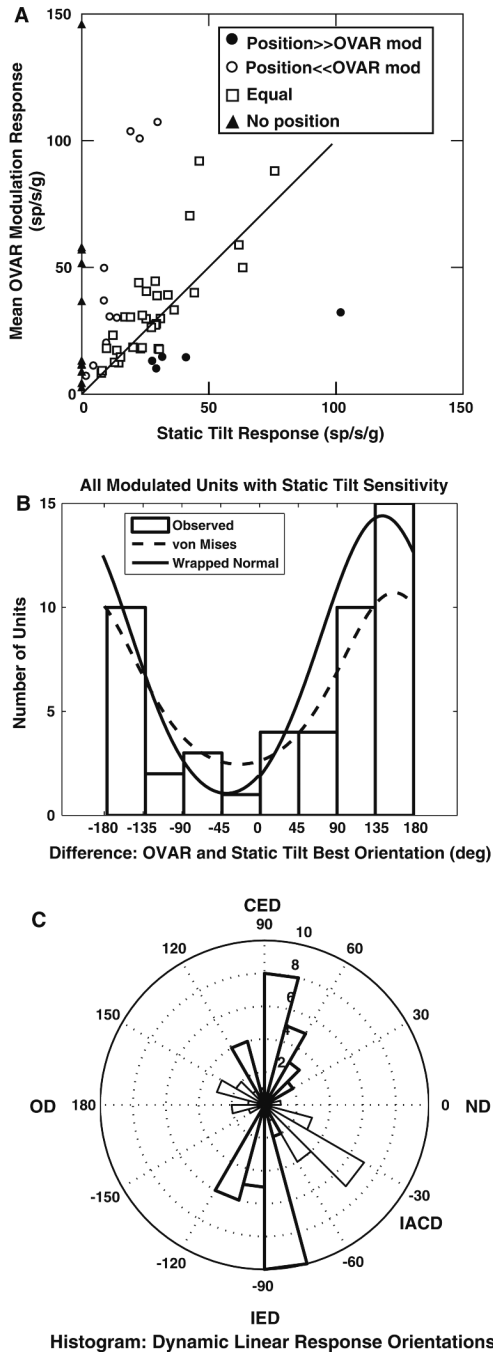 A
150
100
50
0
Mean OVAR Modulation Response
(sp/s/g)
Position>>OVAR mod
Position<<OVAR mod
Equal
No position
0
50
100
150
Static Tilt Response (sp/s/g)
B
All Modulated Units with Static Tilt Sensitivity
15
10
5
0
Number of Units
Observed
von Mises
Wrapped Normal
-180 -135 -90 -45 0 45 90 135 180
Difference: OVAR and Static Tilt Best Orientation (deg)
C
CED
90
10
120
60
8
6
150
30
4
2
OD 180
0 ND
-150
-30
IACD
-120
-60
-90
IED
Histogram: Dynamic Linear Response Orientations